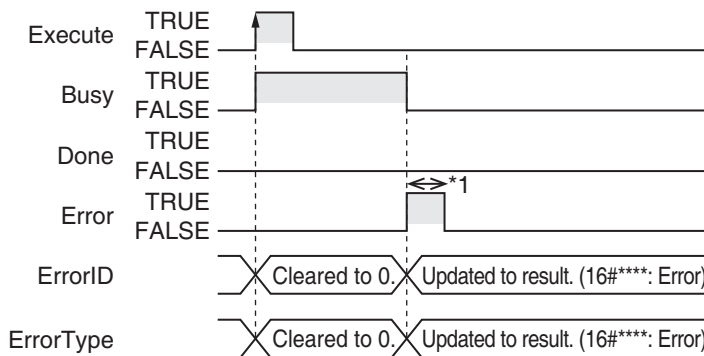 Execute TRUE
FALSE
Busy TRUE
FALSE
Done TRUE
FALSE
*1
Error TRUE
FALSE
ErrorID Cleared to 0. Updated to result. (16#****: Error)
ErrorType Cleared to 0. Updated to result. (16#****: Error)